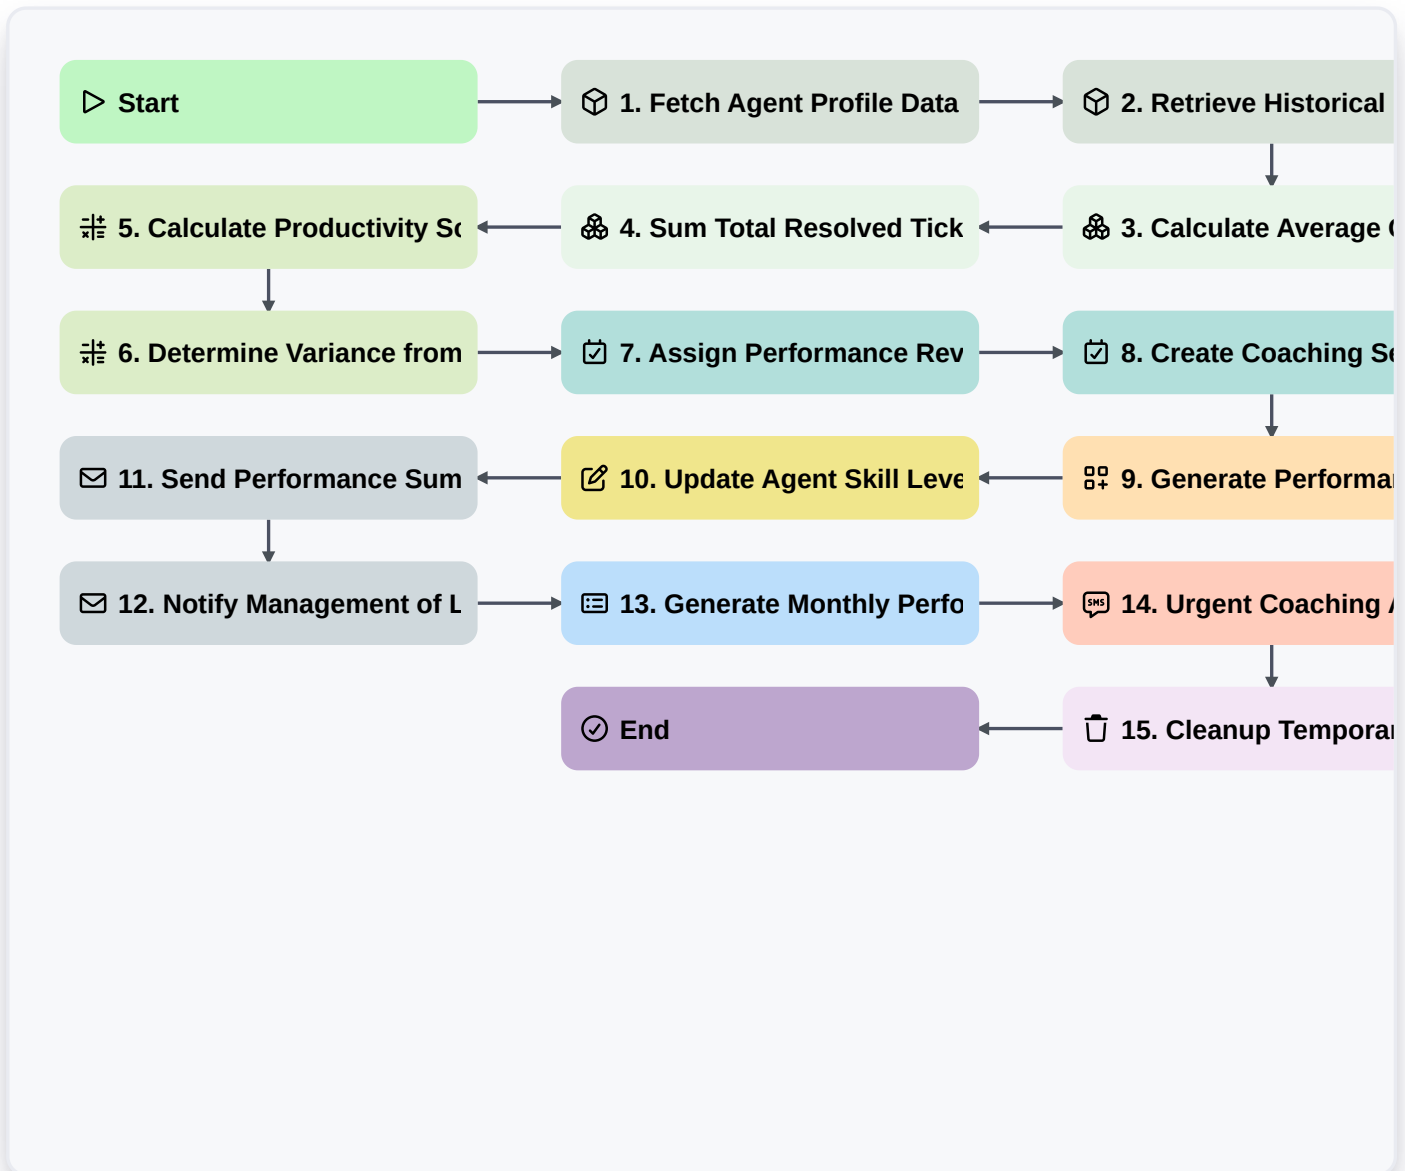 Start
1. Fetch Agent Profile Data
2. Retrieve Historical
3. Calculate Average
4. Sum Total Resolved Tick
5. Calculate Productivity Sc
6. Determine Variance from
7. Assign Performance Rev
8. Create Coaching Se
9. Generate Performa
10. Update Agent Skill Leve
11. Send Performance Sum
12. Notify Management of L
13. Generate Monthly Perfo
14. Urgent Coaching
SMS
15. Cleanup Tempora
End